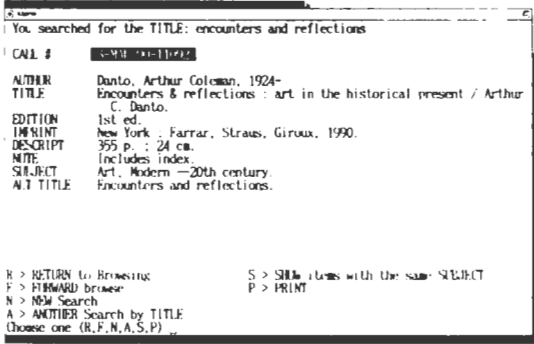 You searched for the TITLE: encounters and reflections
CALL #
AUTHOR Danto, Arthur Coleman, 1924-
TITLE Encounters & reflections : art in the historical present / Arthur
C. Danto.
EDITION 1st ed.
IMPRINT New York : Farrar, Straus, Giroux, 1990.
DESCRIPT 355 p. ; 24 cm.
NOTE Includes index.
SUBJECT Art, Modern —20th century.
ALT TITLE Encounters and reflections.
R > RETURN to Browsing S > SHOW items with the same SUBJECT
F > FORWARD browse P > PRINT
N > NEW Search
A > ANOTHER Search by TITLE
Choose one (R,F,N,A,S,P)